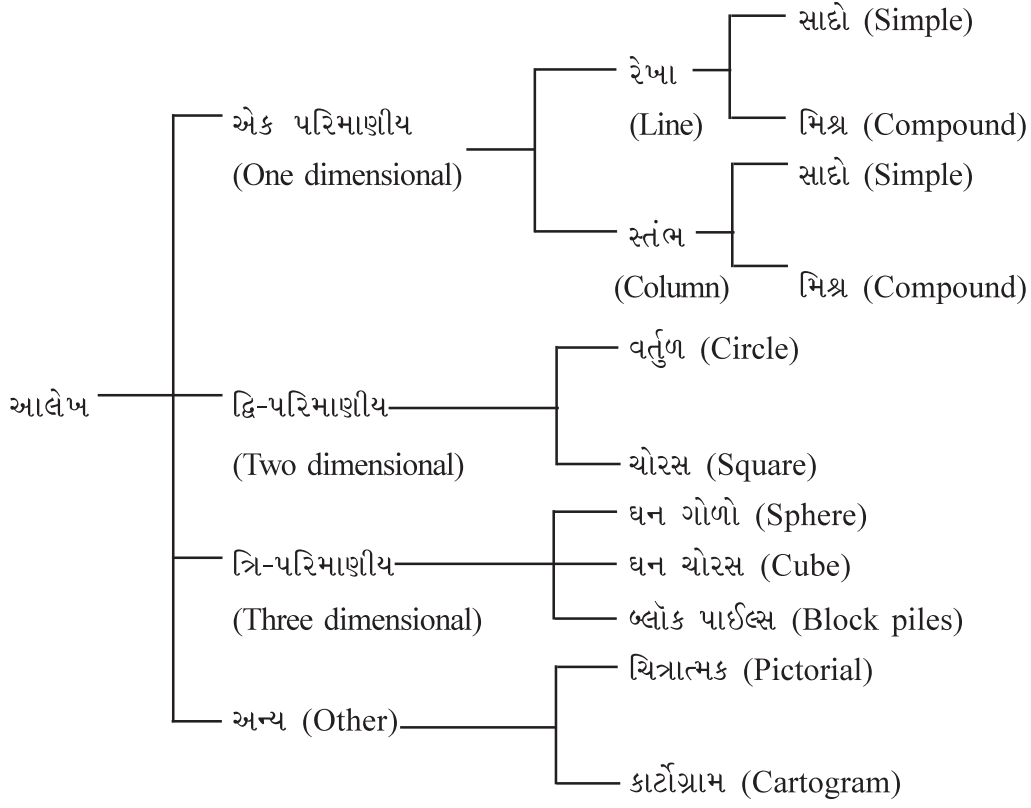 આલેખ
એક પરિમાણીય
(One dimensional)
રેખા
(Line)
સાદો (Simple)
મિશ્ર (Compound)
સ્તંભ
(Column)
સાદો (Simple)
મિશ્ર (Compound)
દ્વિ-પરિમાણીય
(Two dimensional)
વર્તુળ (Circle)
ચોરસ (Square)
ત્રિ-પરિમાણીય
(Three dimensional)
ઘન ગોળો (Sphere)
ઘન ચોરસ (Cube)
બ્લૉક પાઈલ્સ (Block piles)
અન્ય (Other)
ચિત્રાત્મક (Pictorial)
કાર્ટોગ્રામ (Cartogram)